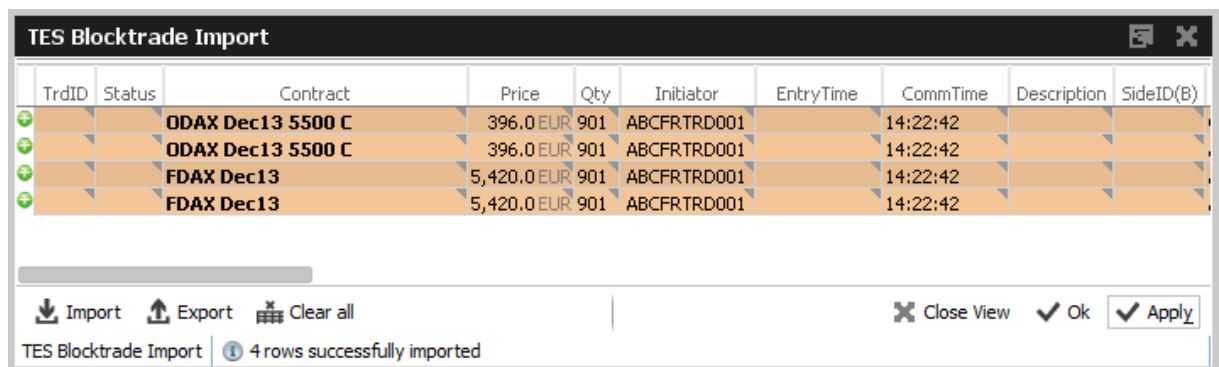 TES Blocktrade Import
TrdID Status Contract Price Qty Initiator EntryTime CommTime Description SideID(B)
ODAX Dec13 5500 C 396.0 EUR 901 ABCFRTRD001 14:22:42
ODAX Dec13 5500 C 396.0 EUR 901 ABCFRTRD001 14:22:42
FDAX Dec13 5,420.0 EUR 901 ABCFRTRD001 14:22:42
FDAX Dec13 5,420.0 EUR 901 ABCFRTRD001 14:22:42
Import Export Clear all Close View Ok Apply
TES Blocktrade Import 4 rows successfully imported